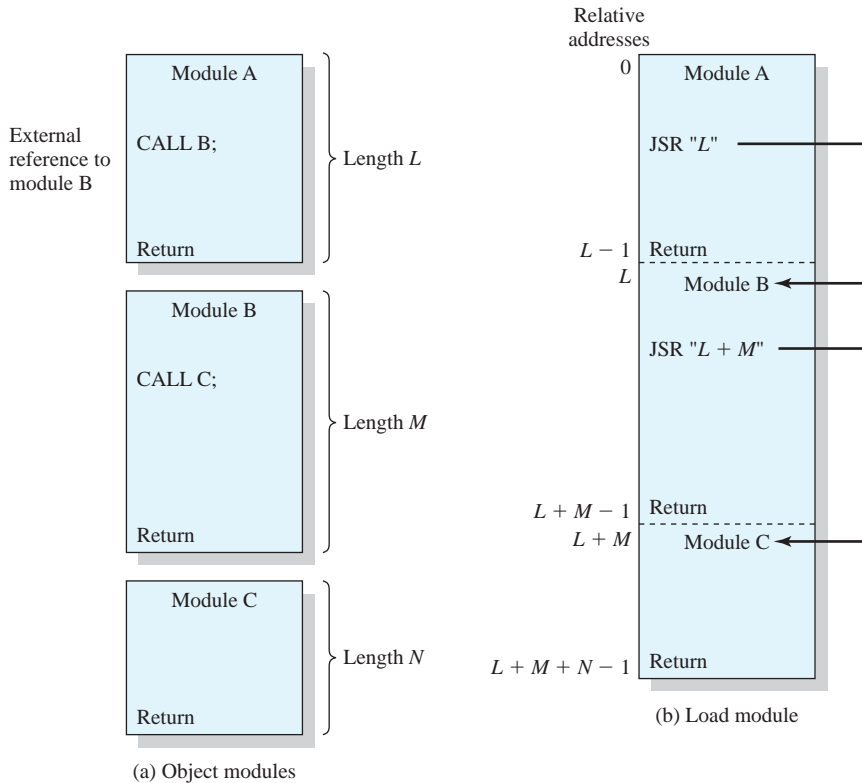 Module A
External
reference to
module B
CALL B;
Length L
Return
Module B
CALL C;
Length M
Return
Module C
Length N
Return
(a) Object modules
Relative
addresses
0
Module A
JSR "L"
L − 1
Return
L
Module B
JSR "L + M"
L + M − 1
Return
L + M
Module C
L + M + N − 1
Return
(b) Load module